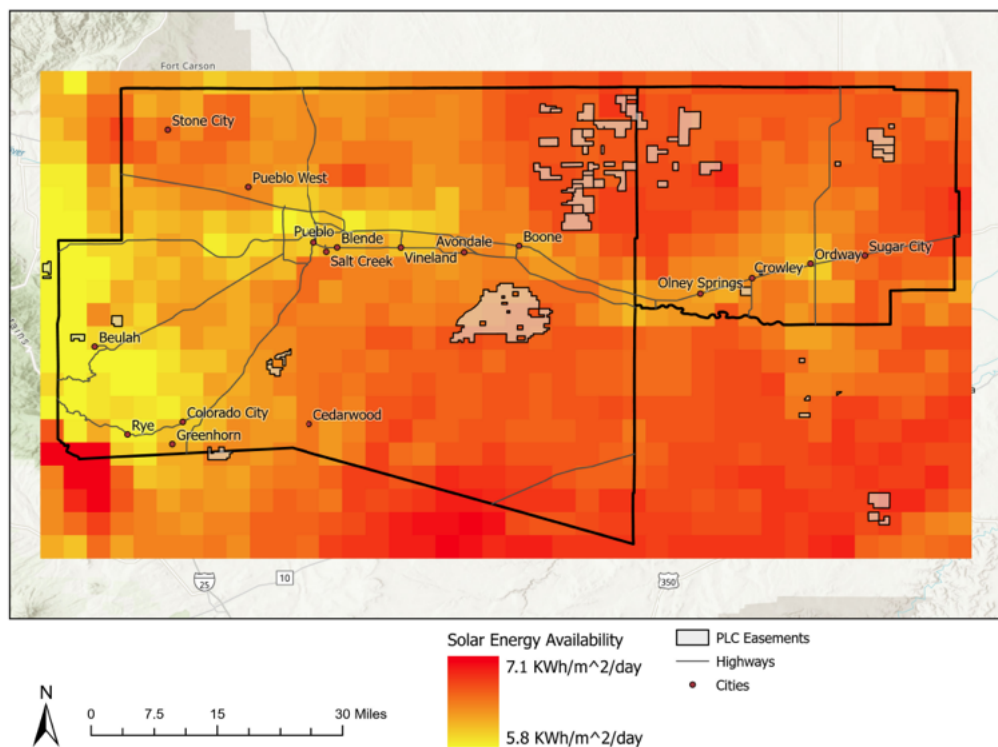 Fort Carson
Stone City
Pueblo West
Pueblo
Blende
Salt Creek
Vineland
Avondale
Boone
Olney Springs
Crowley
Ordway
Sugar City
Beulah
Rye
Colorado City
Greenhorn
Cedarwood
25
10
350
Solar Energy Availability
7.1 KWh/m^2/day
5.8 KWh/m^2/day
PLC Easements
Highways
Cities
N
0 7.5 15 30 Miles